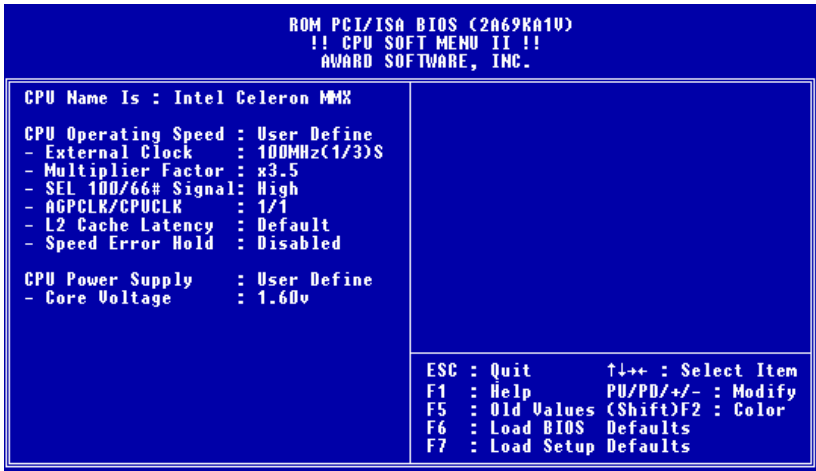 ROM PCI/ISA BIOS (2A69KA1V)
!! CPU SOFT MENU II !!
AWARD SOFTWARE, INC.
CPU Name Is : Intel Celeron MMX
CPU Operating Speed : User Define
- External Clock : 100MHz(1/3)S
- Multiplier Factor : x3.5
- SEL 100/66# Signal: High
- AGPCLK/CPUCLK : 1/1
- L2 Cache Latency : Default
- Speed Error Hold : Disabled
CPU Power Supply : User Define
- Core Voltage : 1.60v
ESC : Quit ↑↓→← : Select Item
F1 : Help PU/PD/+/- : Modify
F5 : Old Values (Shift)F2 : Color
F6 : Load BIOS Defaults
F7 : Load Setup Defaults